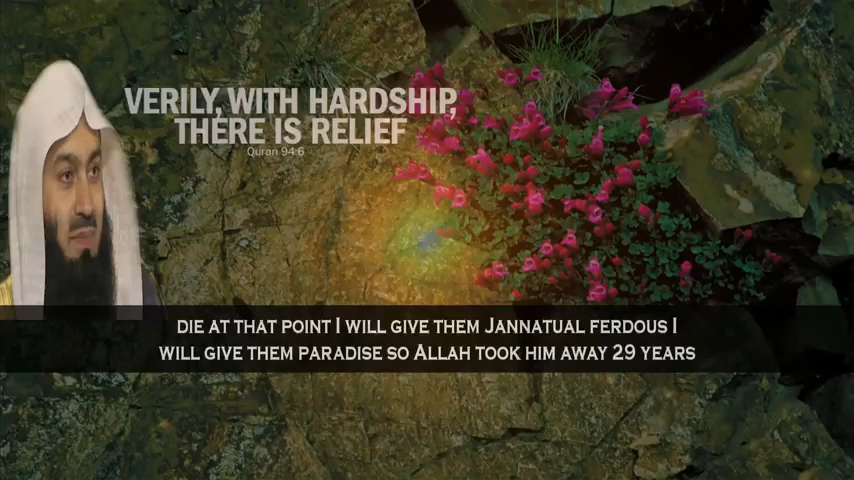 VERILY, WITH HARDSHIP,
THERE IS RELIEF
Quran 94:6
DIE AT THAT POINT I WILL GIVE THEM JANNATUAL FERDOUS I
WILL GIVE THEM PARADISE SO ALLAH TOOK HIM AWAY 29 YEARS